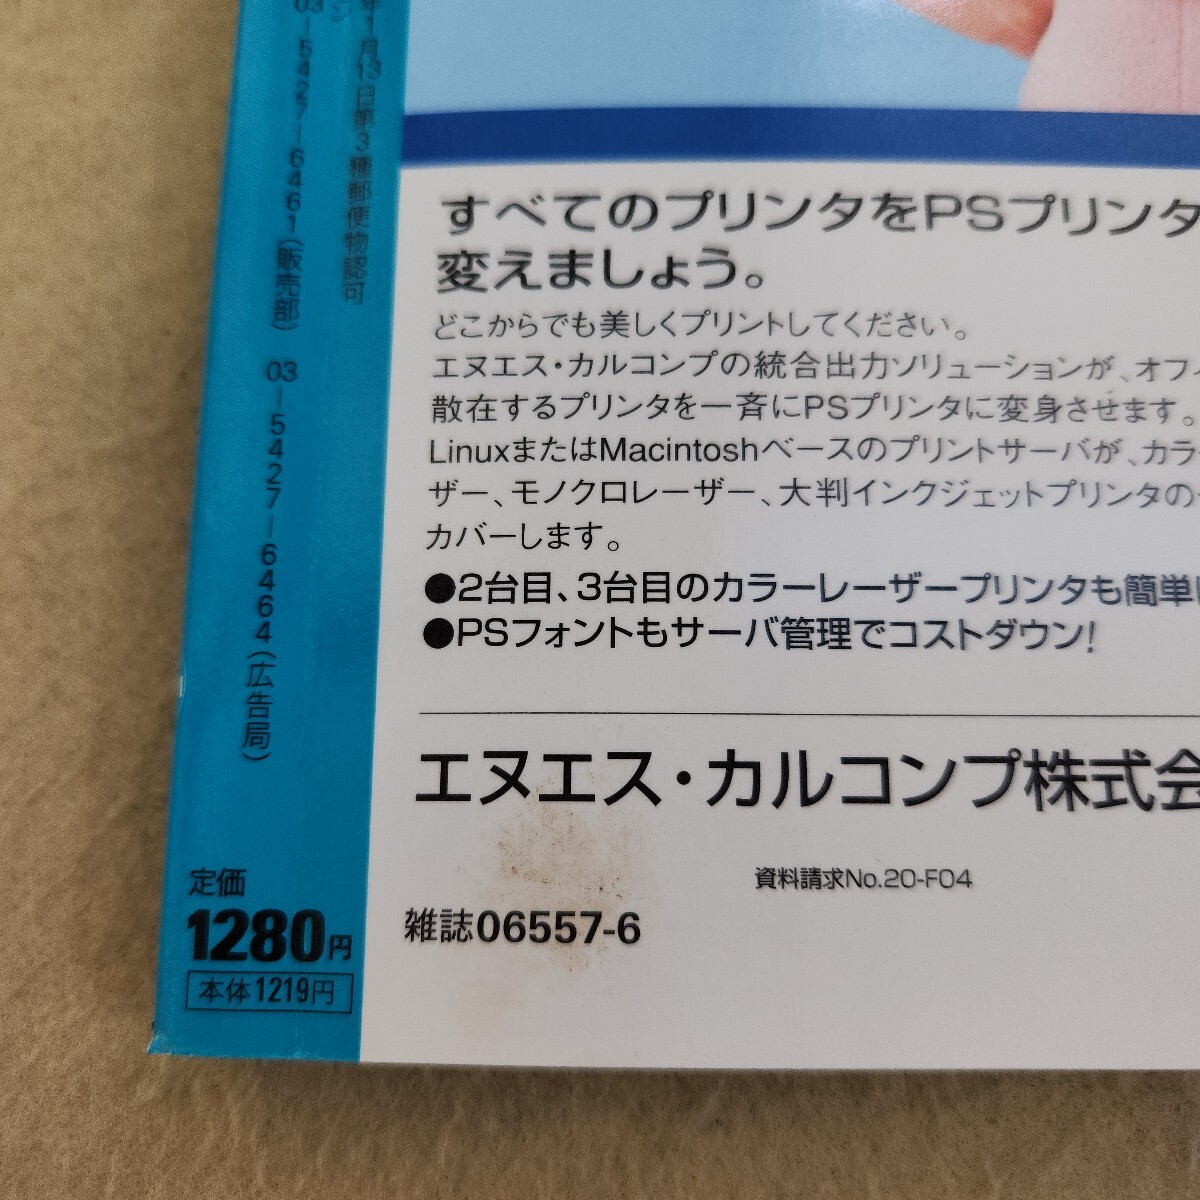 年1月13日第3種郵便物認可
03-5427-6461(販売部) 03-5427-6464(広告局)
定価
1280円
本体1219円
すべてのプリンタをPSプリンタ
変えましょう。
どこからでも美しくプリントしてください。
エヌエス・カルコンプの統合出力ソリューションが、オフィ
散在するプリンタを一斉にPSプリンタに変身させます。
LinuxまたはMacintoshベースのプリントサーバが、カラー
ザー、モノクロレーザー、大判インクジェットプリンタの
カバーします。
●2台目、3台目のカラーレーザープリンタも簡単に
●PSフォントもサーバ管理でコストダウン!
エヌエス・カルコンプ株式会
資料請求No.20-F04
雑誌06557-6